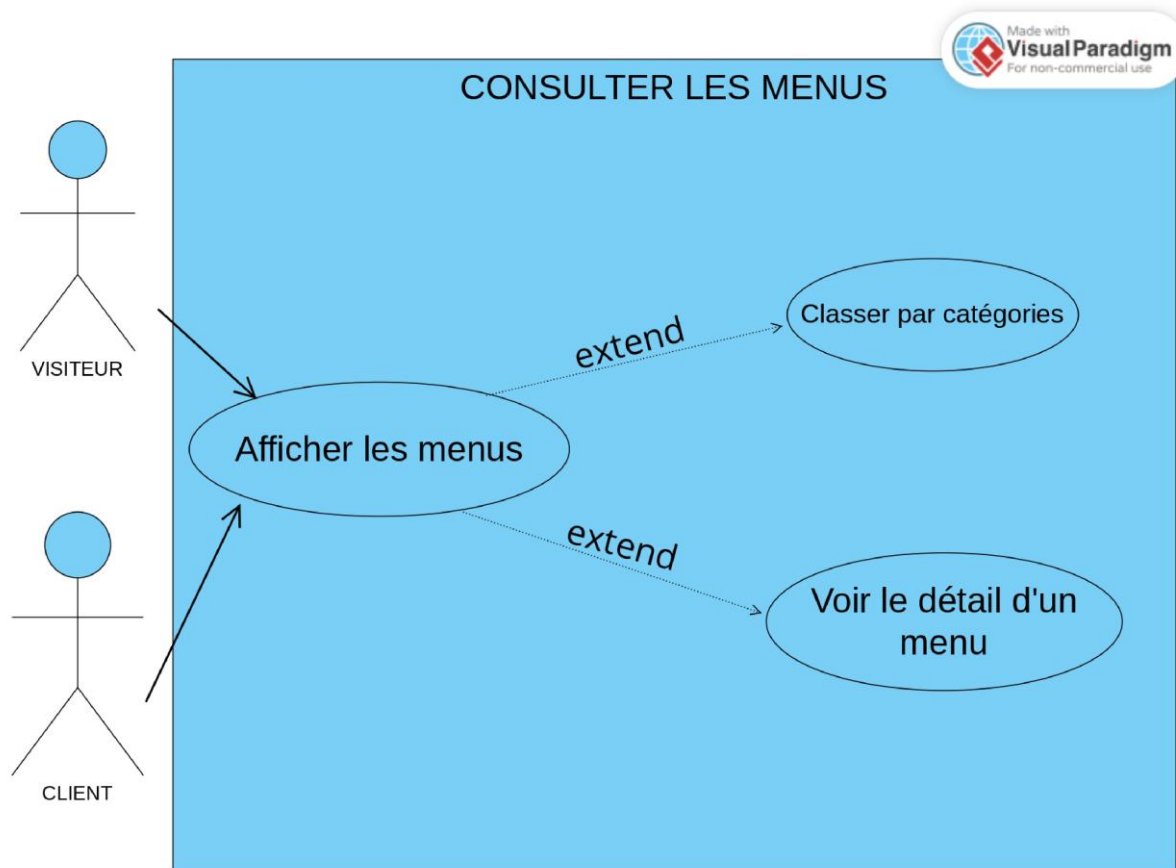 Made with
Visual Paradigm
For non-commercial use
CONSULTER LES MENUS
VISITEUR
extend
Classer par catégories
Afficher les menus
extend
Voir le détail d'un
menu
CLIENT